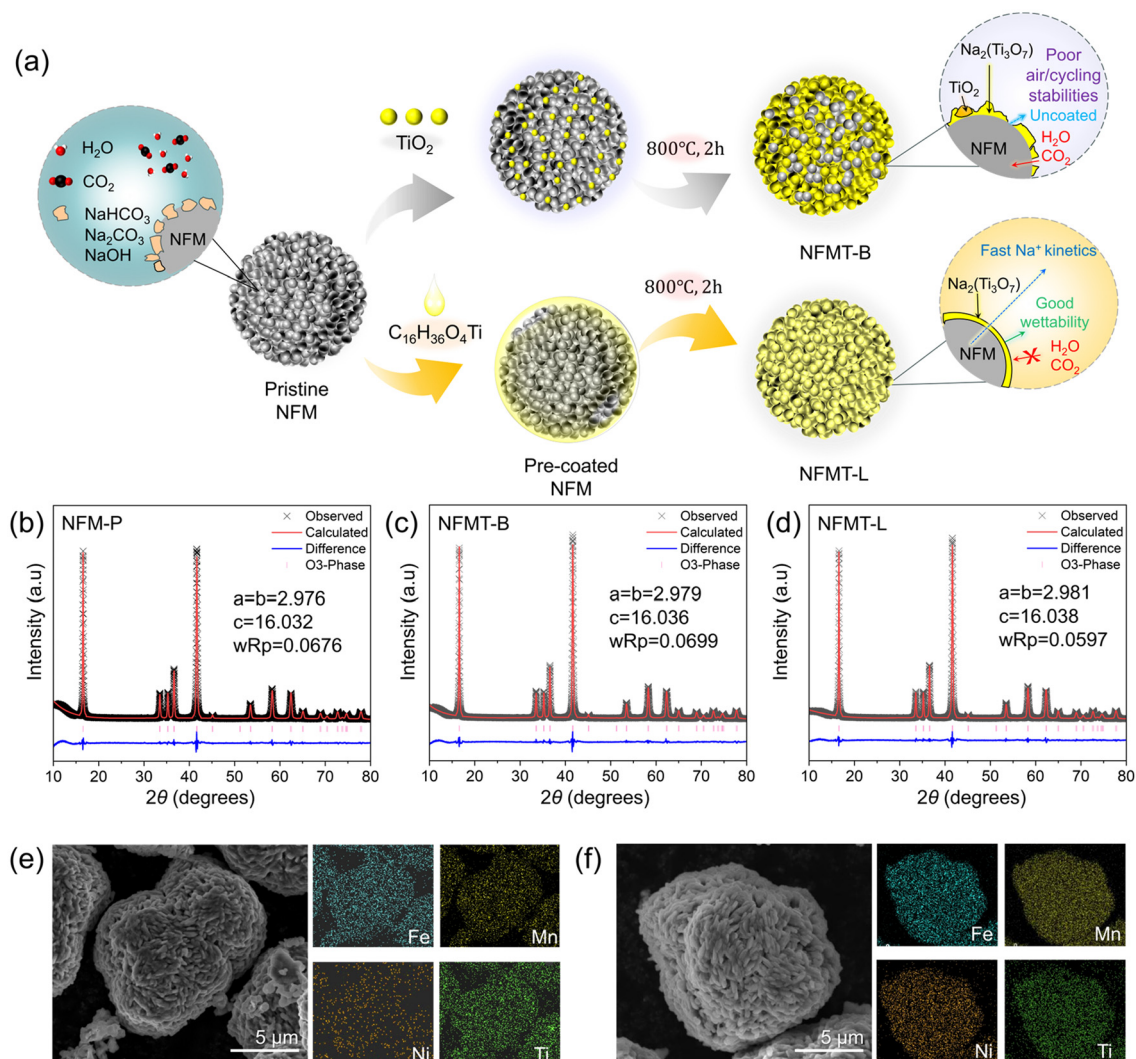 (a)
H₂O
CO₂
NaHCO₃
Na₂CO₃
NaOH
NFM
Pristine
NFM
TiO₂
C₁₆H₃₆O₄Ti
Pre-coated
NFM
800℃, 2h
800℃, 2h
NFMT-B
NFMT-L
Na₂(Ti₃O₇)
TiO₂
Poor
air/cycling
stabilities
Uncoated
H₂O
CO₂
NFM
Fast Na⁺ kinetics
Na₂(Ti₃O₇)
Good
wettability
H₂O
CO₂
NFM
(b)
NFM-P
Observed
Calculated
Difference
O3-Phase
a=b=2.976
c=16.032
wRp=0.0676
Intensity (a.u)
10 20 30 40 50 60 70 80
2θ (degrees)
(c)
NFMT-B
Observed
Calculated
Difference
O3-Phase
a=b=2.979
c=16.036
wRp=0.0699
Intensity (a.u)
10 20 30 40 50 60 70 80
2θ (degrees)
(d)
NFMT-L
Observed
Calculated
Difference
O3-Phase
a=b=2.981
c=16.038
wRp=0.0597
Intensity (a.u)
10 20 30 40 50 60 70 80
2θ (degrees)
(e)
5 µm
Fe
Mn
Ni
Ti
(f)
5 µm
Fe
Mn
Ni
Ti